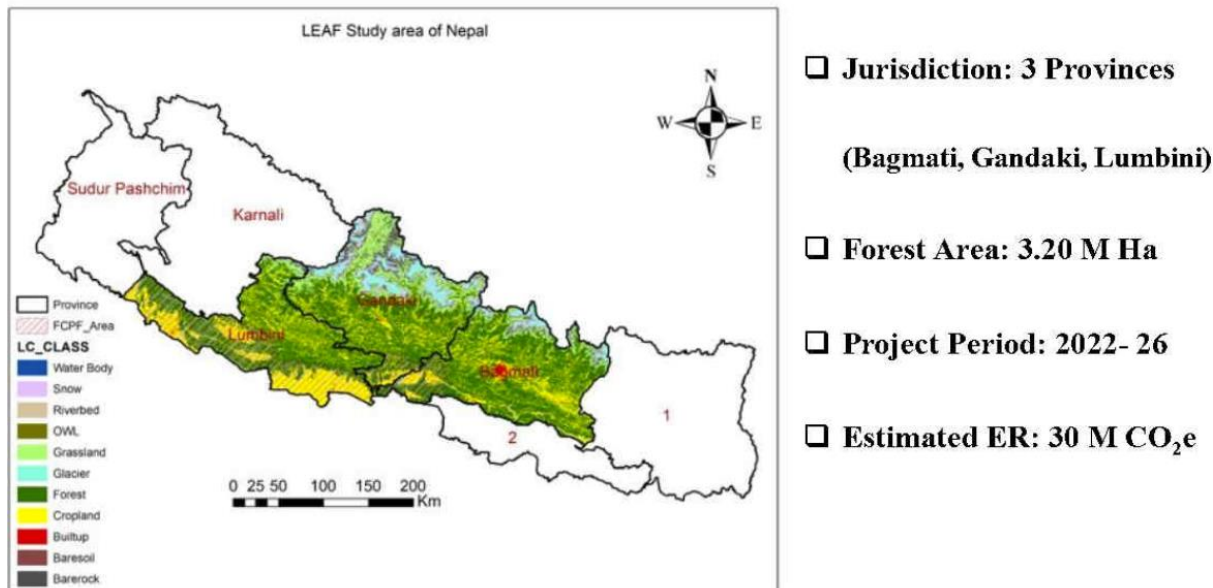 LEAF Study area of Nepal
N
W E
S
Sudur Pashchim
Karnali
Gandaki
Lumbini
Bagmati
1
2
Province
FCPF_Area
LC_CLASS
Water Body
Snow
Riverbed
OWL
Grassland
Glacier
Forest
Cropland
Builtup
Baresoil
Barerock
0 25 50 100 150 200
Km
❑ Jurisdiction: 3 Provinces
(Bagmati, Gandaki, Lumbini)
❑ Forest Area: 3.20 M Ha
❑ Project Period: 2022- 26
❑ Estimated ER: 30 M CO₂e